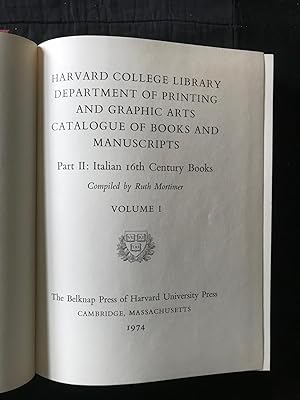 HARVARD COLLEGE LIBRARY
DEPARTMENT OF PRINTING
AND GRAPHIC ARTS
CATALOGUE OF BOOKS AND
MANUSCRIPTS
Part II: Italian 16th Century Books
Compiled by Ruth Mortimer
VOLUME I
The Belknap Press of Harvard University Press
CAMBRIDGE, MASSACHUSETTS
1974